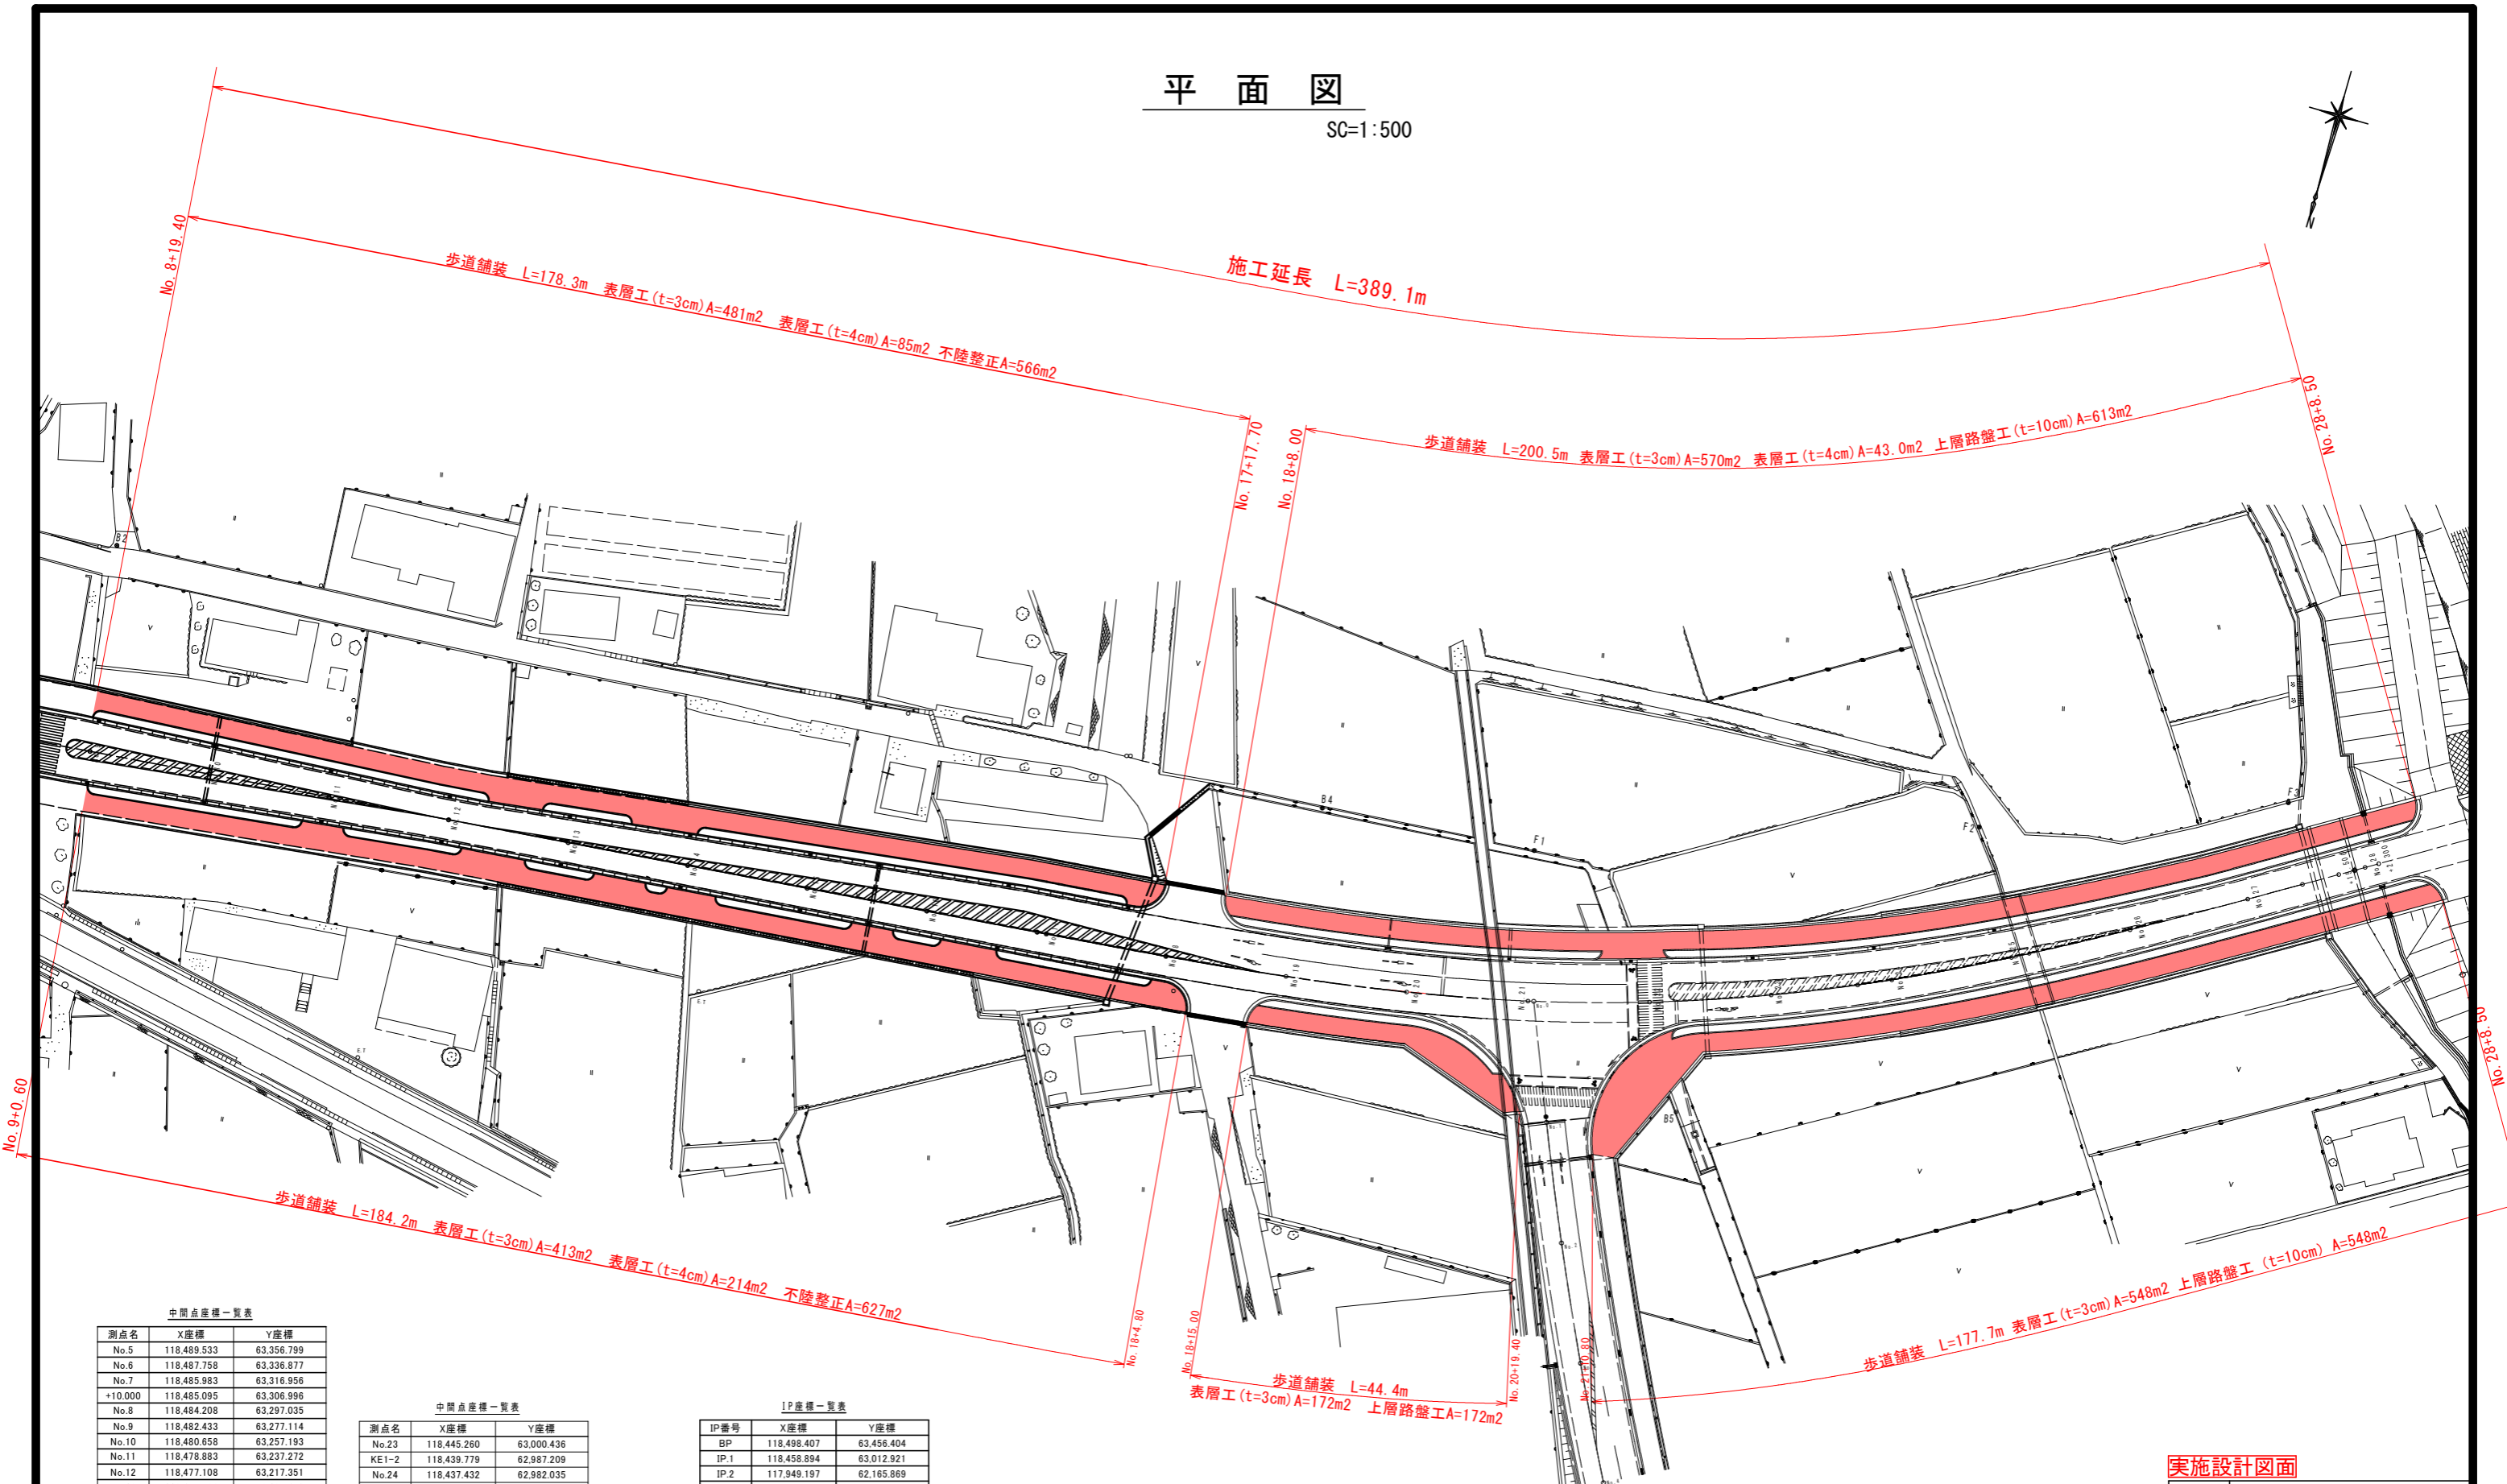 平 面 図
SC=1:500
施工延長 L=389.1m
No.8+19.40
歩道舗装 L=178.3m 表層工(t=3cm)A=481m2 表層工(t=4cm)A=85m2 不陸整正A=566m2
No.17+17.70
No.18+8.00
歩道舗装 L=200.5m 表層工(t=3cm)A=570m2 表層工(t=4cm)A=43.0m2 上層路盤工(t=10cm)A=613m2
No.28+8.50
B2
B4
F1
F2
F3
B5
No.9+0.60
歩道舗装 L=184.2m 表層工(t=3cm)A=413m2 表層工(t=4cm)A=214m2 不陸整正A=627m2
No.18+4.80
No.18+15.00
歩道舗装 L=44.4m
表層工(t=3cm)A=172m2 上層路盤工A=172m2
No.20+19.40
No.21+10.80
歩道舗装 L=177.7m 表層工(t=3cm)A=548m2 上層路盤工(t=10cm) A=548m2
No.28+8.50
中間点座標一覧表
測点名 X座標 Y座標
No.5 118,489.533 63,356.799
No.6 118,487.758 63,336.877
No.7 118,485.983 63,316.956
+10.000 118,485.095 63,306.996
No.8 118,484.208 63,297.035
No.9 118,482.433 63,277.114
No.10 118,480.658 63,257.193
No.11 118,478.883 63,237.272
No.12 118,477.108 63,217.351
中間点座標一覧表
測点名 X座標 Y座標
No.23 118,445.260 63,000.436
KE1-2 118,439.779 62,987.209
No.24 118,437.432 62,982.035
IP座標一覧表
IP番号 X座標 Y座標
BP 118,498.407 63,456.404
IP.1 118,458.894 63,012.921
IP.2 117,949.197 62,165.869
実施設計図面